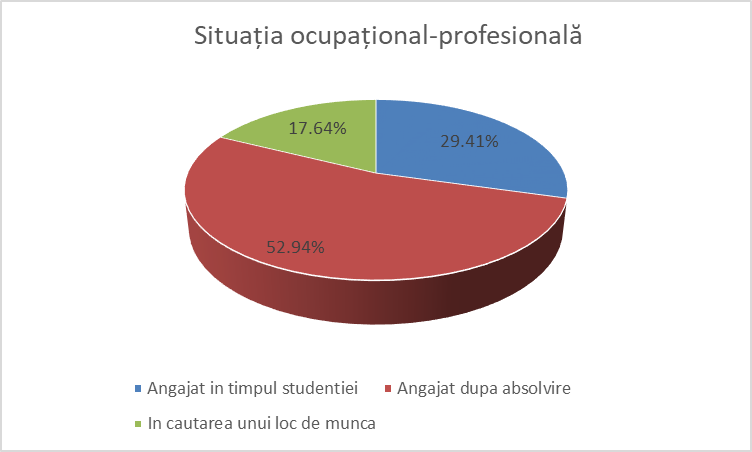 Situația ocupațional-profesională
17.64%
29.41%
52.94%
Angajat in timpul studentiei
Angajat dupa absolvire
In cautarea unui loc de munca